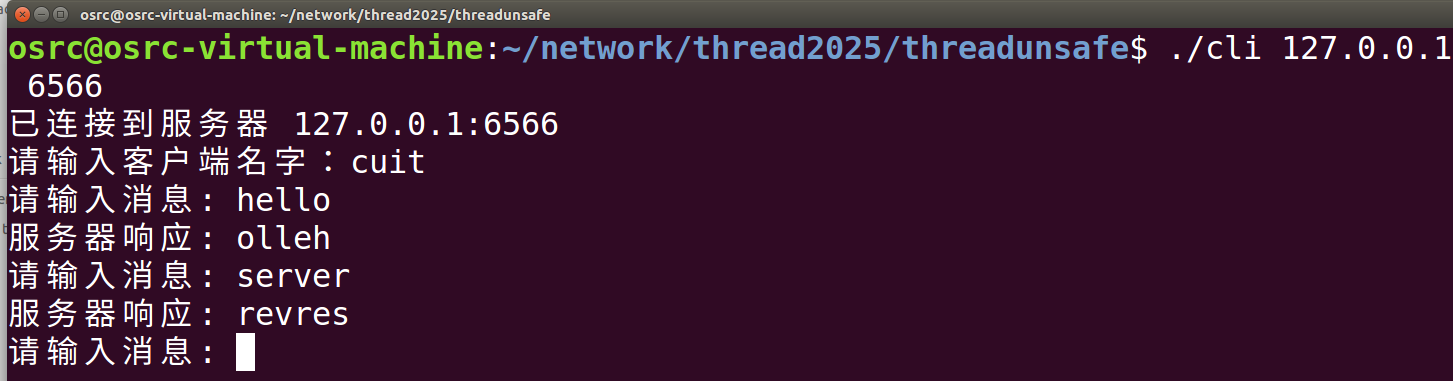 osrc@osrc-virtual-machine: ~/network/thread2025/threadunsafe
osrc@osrc-virtual-machine:~/network/thread2025/threadunsafe$ ./cli 127.0.0.1
6566
已连接到服务器 127.0.0.1:6566
请输入客户端名字：cuit
请输入消息: hello
服务器响应: olleh
请输入消息: server
服务器响应: revres
请输入消息: